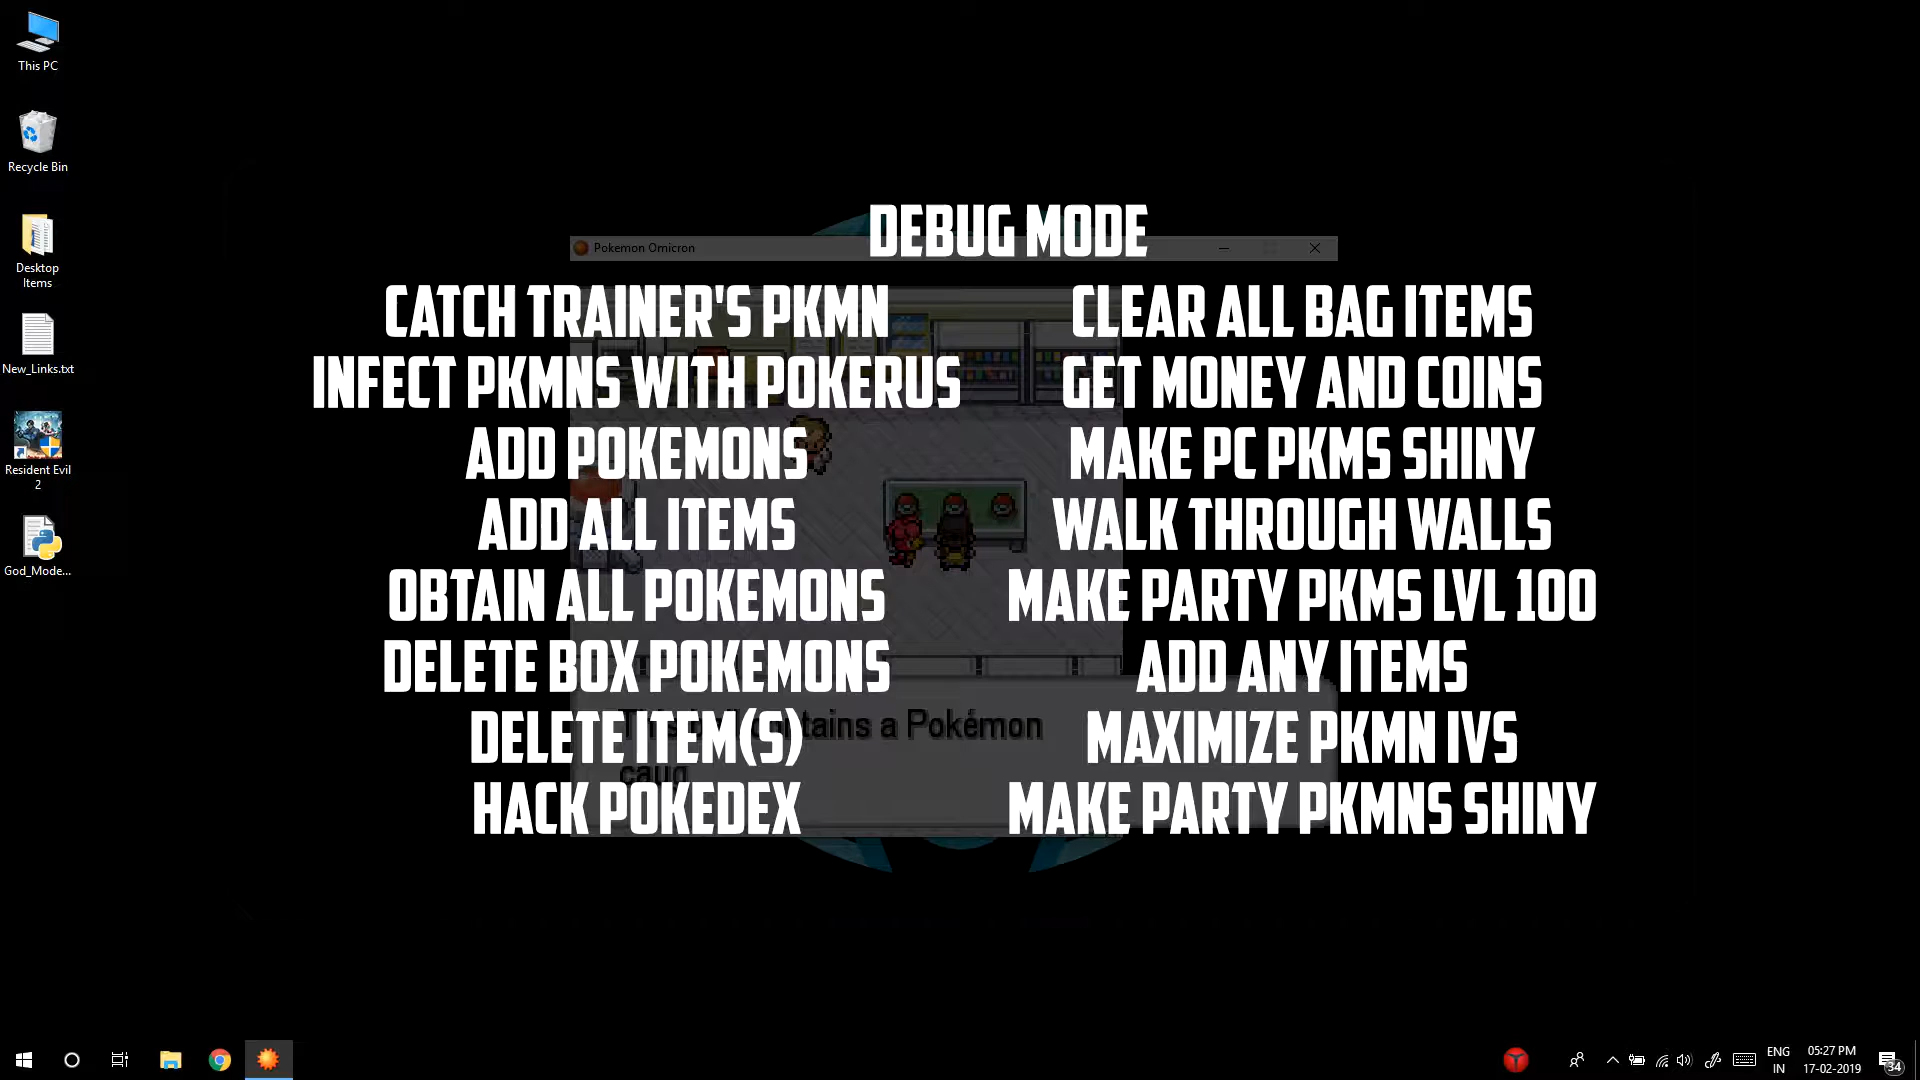 This PC
Recycle Bin
Desktop
Items
New_Links.txt
Resident Evil
2
God_Mode...
Pokemon Omicron
DEBUG MODE
CATCH TRAINER'S PKMN
INFECT PKMNS WITH POKERUS
ADD POKEMONS
ADD ALL ITEMS
OBTAIN ALL POKEMONS
DELETE BOX POKEMONS
DELETE ITEM(S)
HACK POKEDEX
CLEAR ALL BAG ITEMS
GET MONEY AND COINS
MAKE PC PKMS SHINY
WALK THROUGH WALLS
MAKE PARTY PKMS LVL 100
ADD ANY ITEMS
MAXIMIZE PKMN IVS
MAKE PARTY PKMNS SHINY
a Pokémon
caug
ENG
IN
05:27 PM
17-02-2019
34